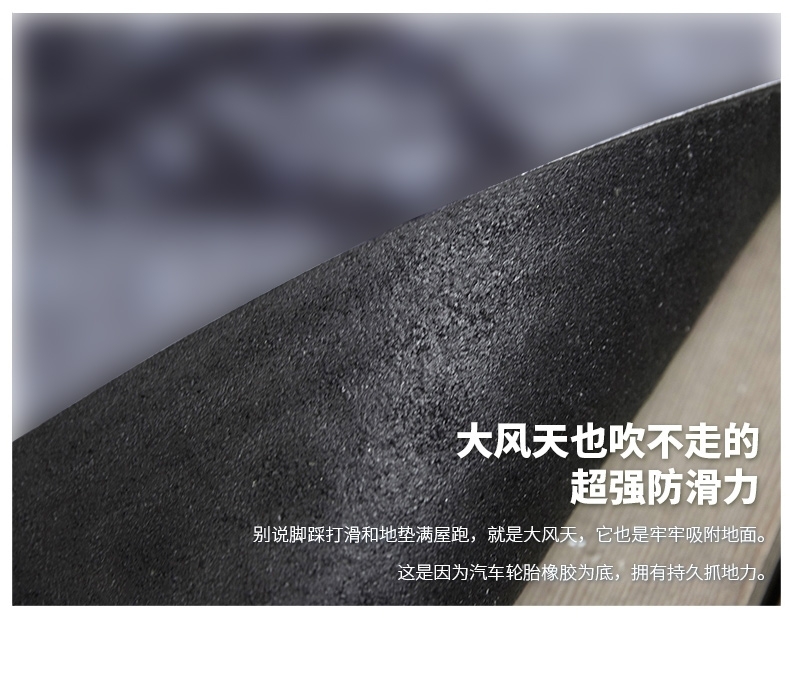 大风天也吹不走的
超强防滑力
别说脚踩打滑和地垫满屋跑，就是大风天，它也是牢牢吸附地面。
这是因为汽车轮胎橡胶为底，拥有持久抓地力。